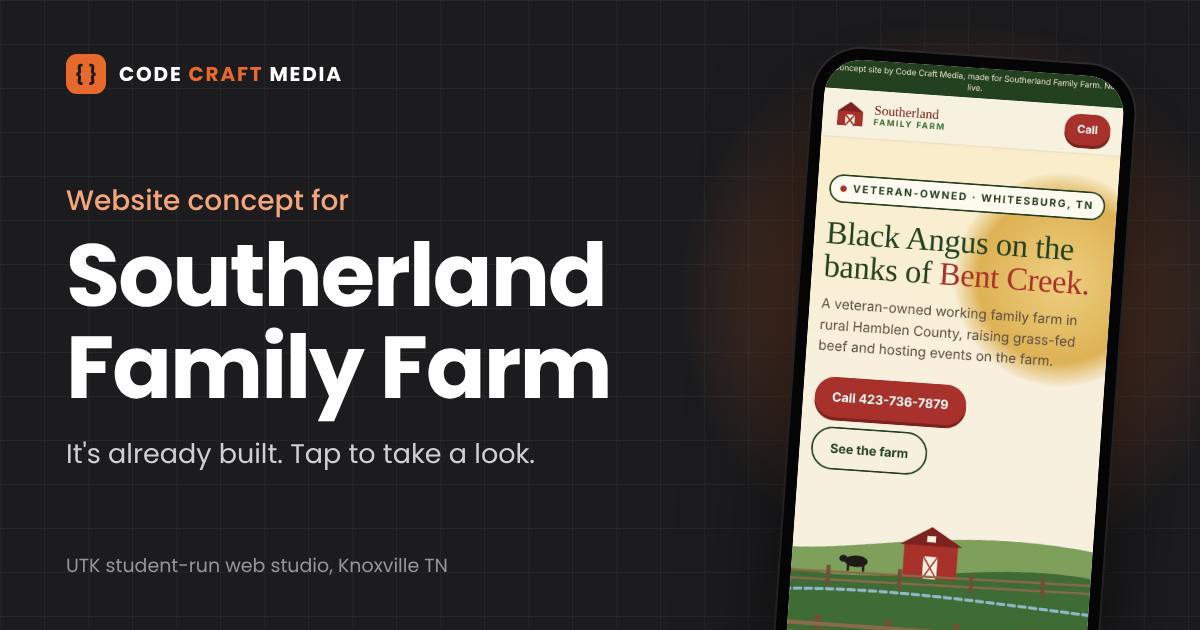 { } CODE CRAFT MEDIA
Website concept for
Southerland
Family Farm
It's already built. Tap to take a look.
UTK student-run web studio, Knoxville TN
concept site by Code Craft Media, made for Southerland Family Farm.
live.
Southerland
FAMILY FARM
Call
VETERAN-OWNED · WHITESBURG, TN
Black Angus on the
banks of Bent Creek.
A veteran-owned working family farm in
rural Hamblen County, raising grass-fed
beef and hosting events on the farm.
Call 423-736-7879
See the farm